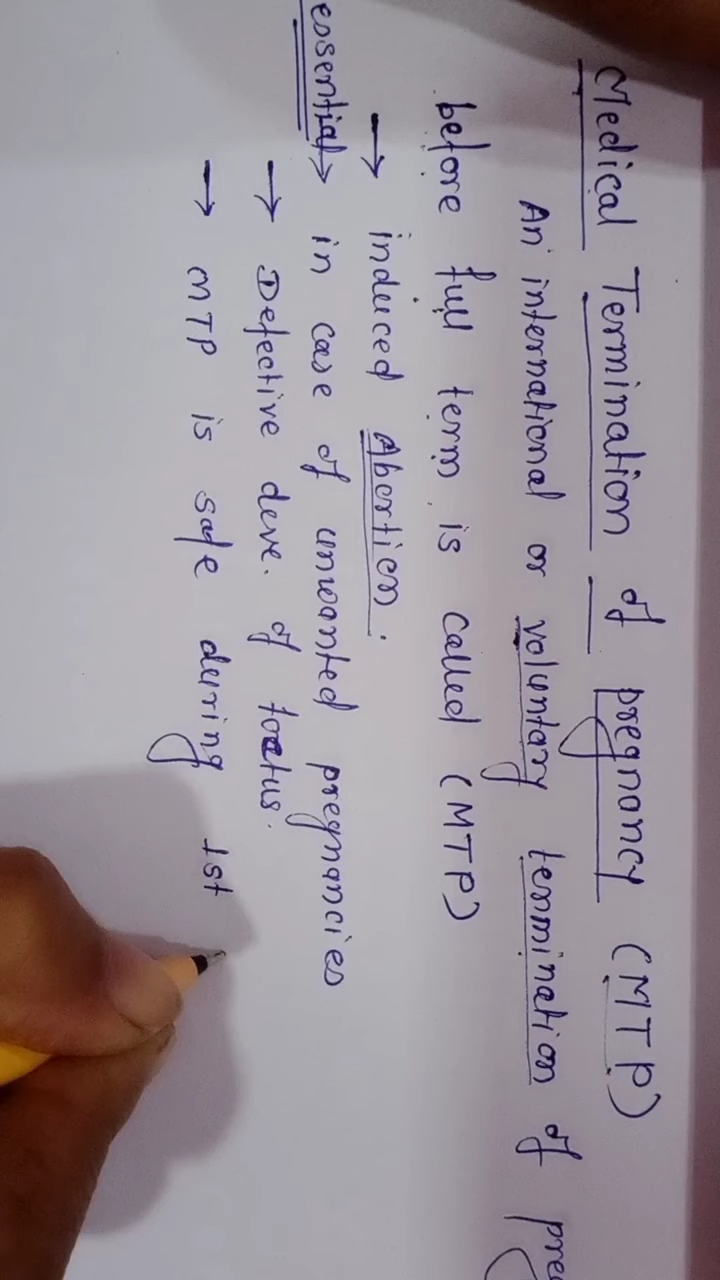 Medical Termination of pregnancy (MTP)
An international or voluntary termination of
before full term is called (MTP)
→ induced Abortion.
essential → in case of unwanted pregnancies
→ Defective deve. of foetus.
→ MTP is safe during 1st